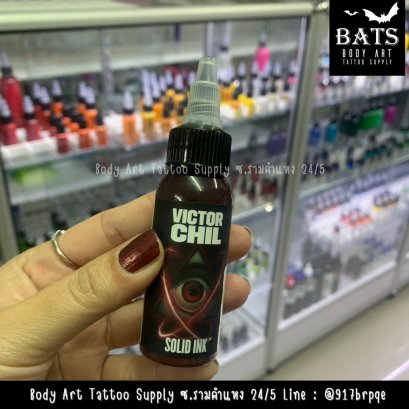 BATS
BODY ART
TATTOO SUPPLY
Body Art Tattoo Supply ซ.รามคำแหง 24/5
VICTOR
CHIL
SOLID INK
Body Art Tattoo Supply ซ.รามคำแหง 24/5 Line : @917brpqe